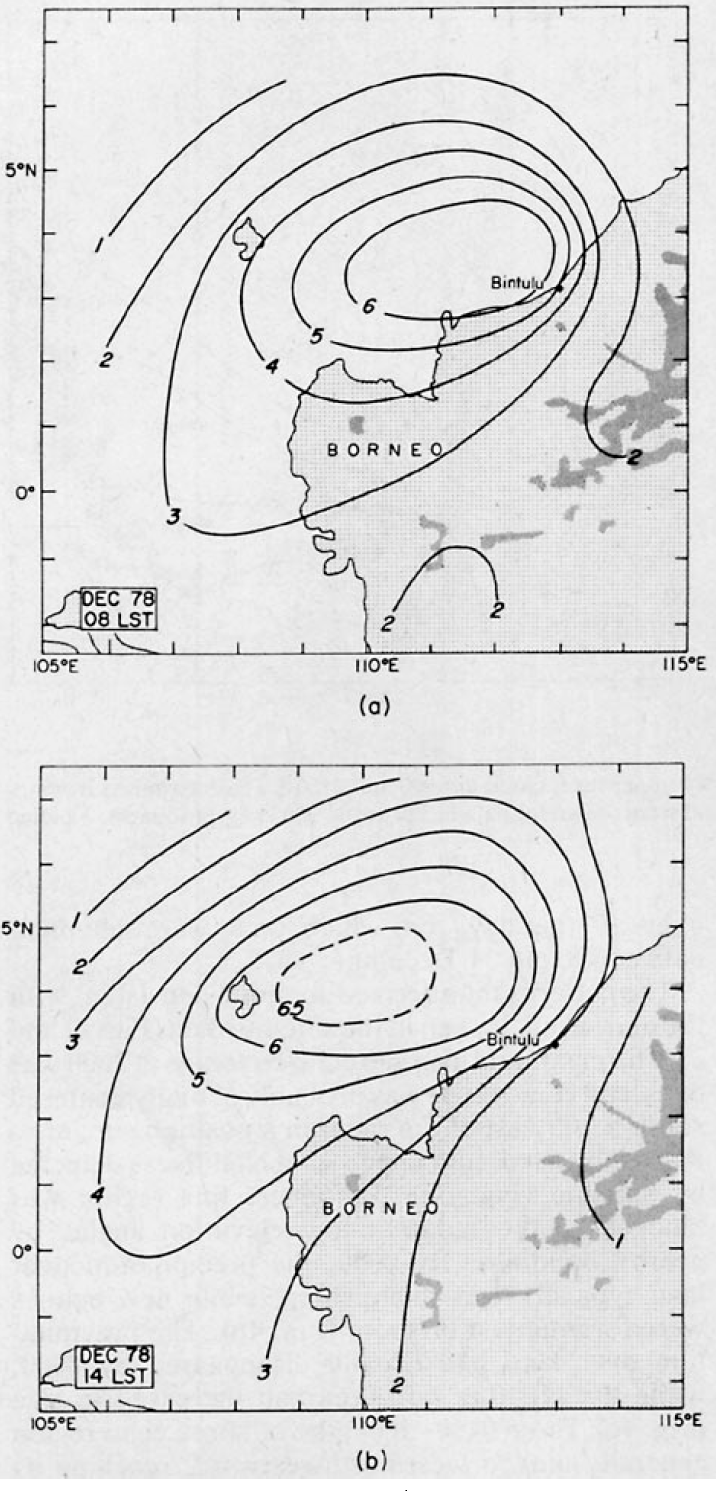 1
2
3
4
5
6
2
2
2
5°N
0°
Bintulu
BORNEO
DEC 78
08 LST
105°E
110°E
115°E
(a)
1
2
3
4
5
6
65
3
2
1
5°N
0°
Bintulu
BORNEO
DEC 78
14 LST
105°E
110°E
115°E
(b)